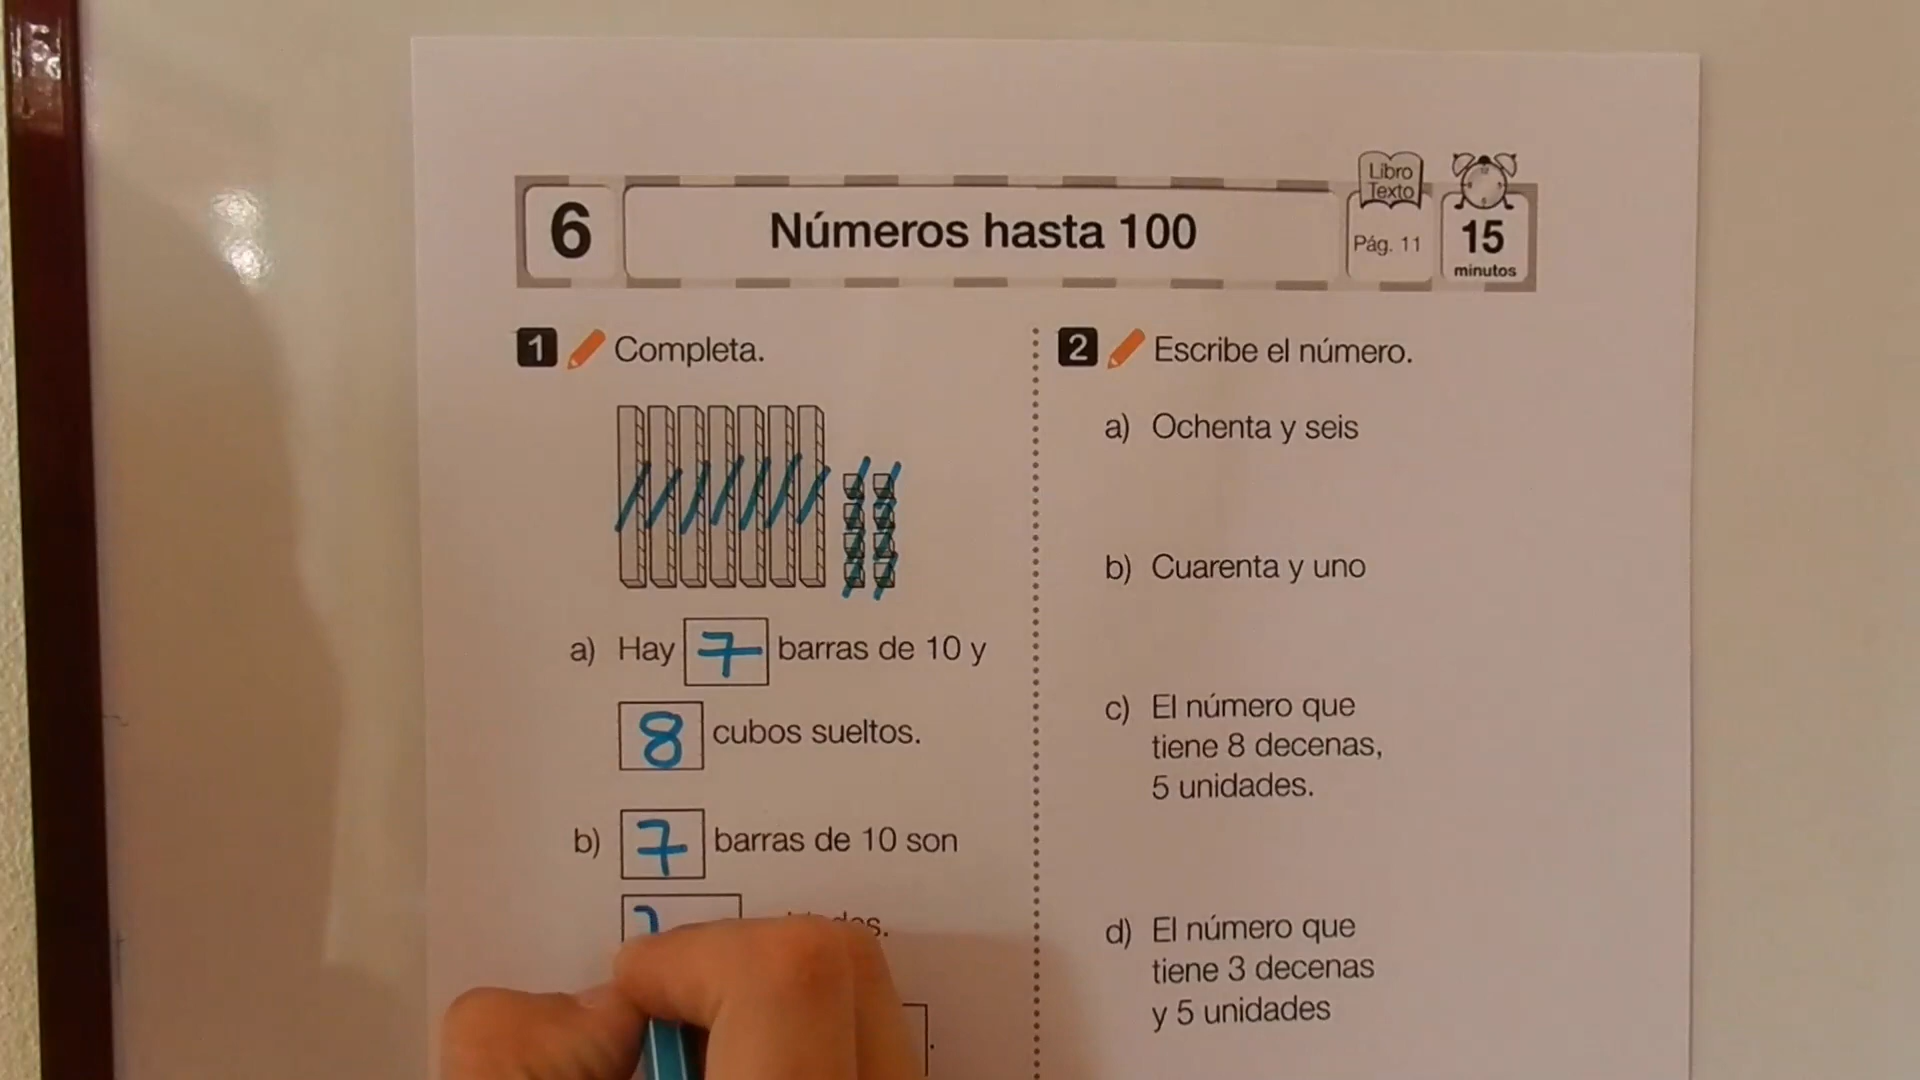 Libro
Texto
6 Números hasta 100 Pág. 11 15
minutos
1 Completa.
a) Hay 7 barras de 10 y
8 cubos sueltos.
b) 7 barras de 10 son
2 Escribe el número.
a) Ochenta y seis
b) Cuarenta y uno
c) El número que
tiene 8 decenas,
5 unidades.
d) El número que
tiene 3 decenas
y 5 unidades